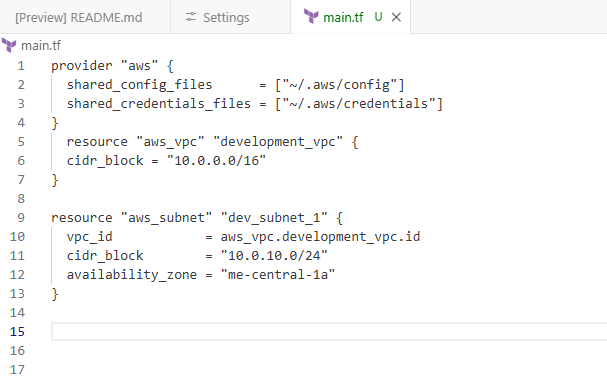 [Preview] README.md Settings main.tf U
main.tf
1 provider "aws" {
2 shared_config_files = ["~/.aws/config"]
3 shared_credentials_files = ["~/.aws/credentials"]
4 }
5 resource "aws_vpc" "development_vpc" {
6 cidr_block = "10.0.0.0/16"
7 }
8
9 resource "aws_subnet" "dev_subnet_1" {
10 vpc_id = aws_vpc.development_vpc.id
11 cidr_block = "10.0.10.0/24"
12 availability_zone = "me-central-1a"
13 }
14
15
16
17